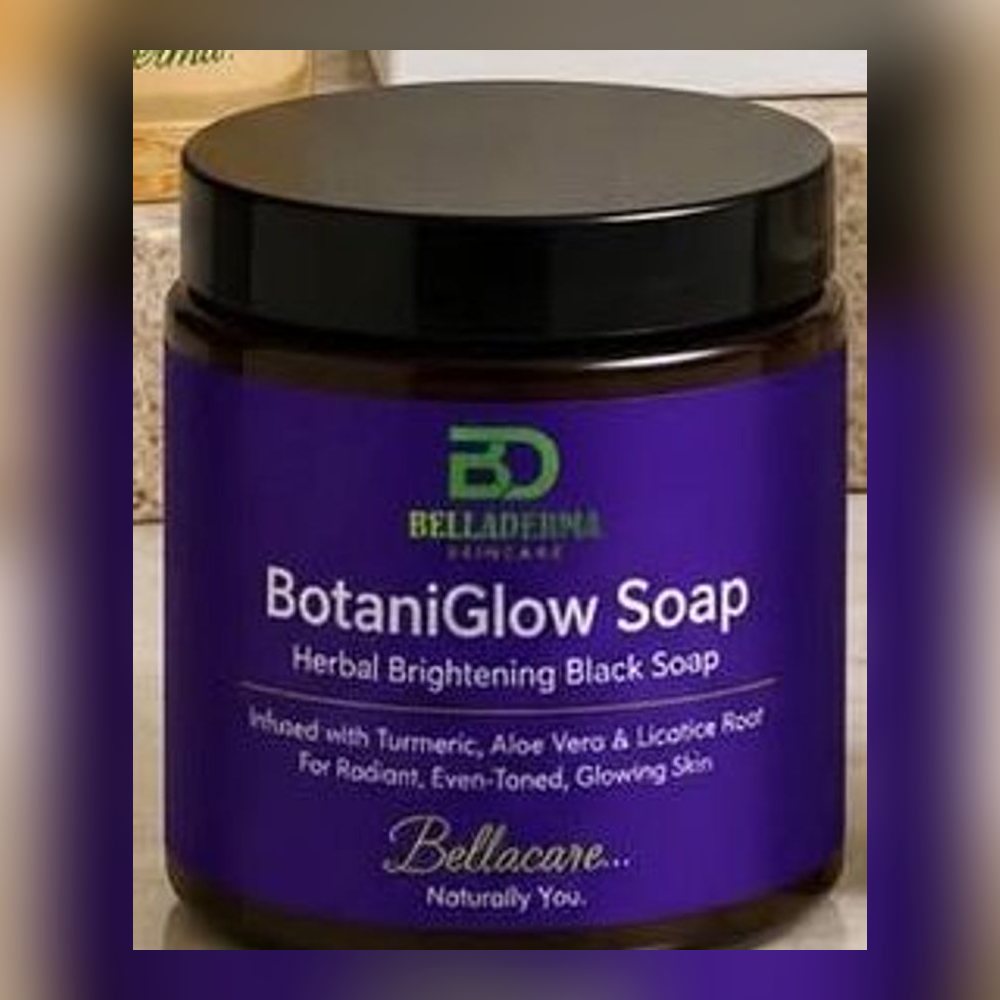 BD
BELLADERMA
SKINCARE
BotaniGlow Soap
Herbal Brightening Black Soap
Infused with Turmeric, Aloe Vera & Licorice Root
For Radiant, Even-Toned, Glowing Skin
Bellacare...
Naturally You.